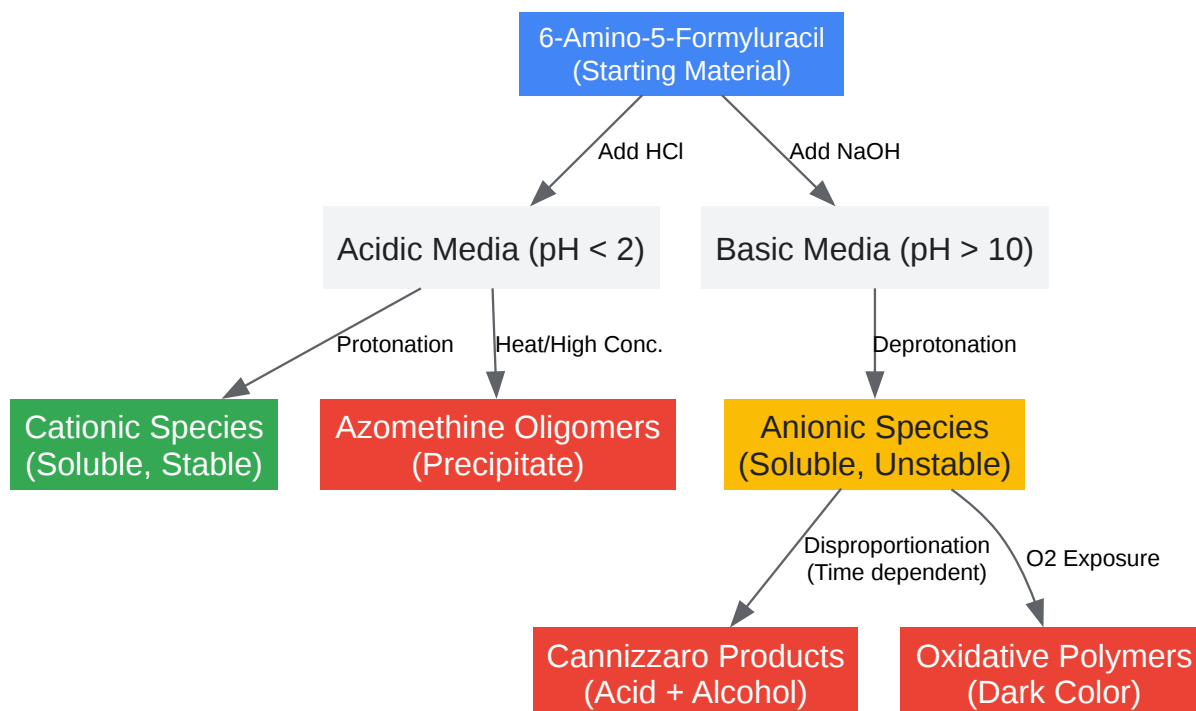 6-Amino-5-Formyluracil
(Starting Material)
Add HCl
Add NaOH
Acidic Media (pH < 2)
Basic Media (pH > 10)
Protonation
Heat/High Conc.
Deprotonation
Cationic Species
(Soluble, Stable)
Azomethine Oligomers
(Precipitate)
Anionic Species
(Soluble, Unstable)
Disproportionation
(Time dependent)
O2 Exposure
Cannizzaro Products
(Acid + Alcohol)
Oxidative Polymers
(Dark Color)